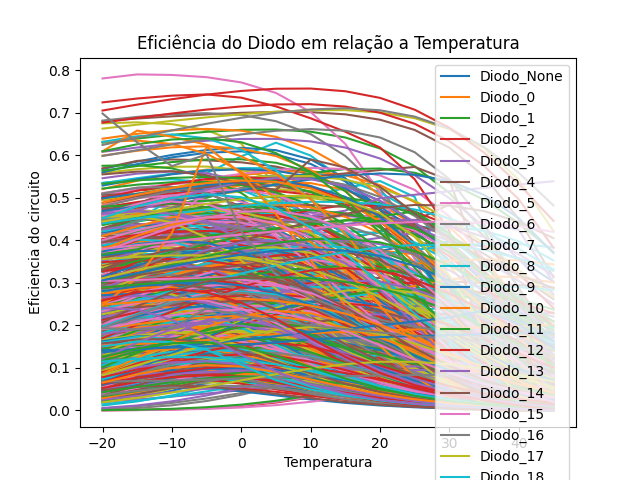 Eficiência do Diodo em relação a Temperatura
Eficiencia do circuito
0.8
0.7
0.6
0.5
0.4
0.3
0.2
0.1
0.0
−20
−10
0
10
20
30
40
Temperatura
Diodo_None
Diodo_0
Diodo_1
Diodo_2
Diodo_3
Diodo_4
Diodo_5
Diodo_6
Diodo_7
Diodo_8
Diodo_9
Diodo_10
Diodo_11
Diodo_12
Diodo_13
Diodo_14
Diodo_15
Diodo_16
Diodo_17
Diodo_18